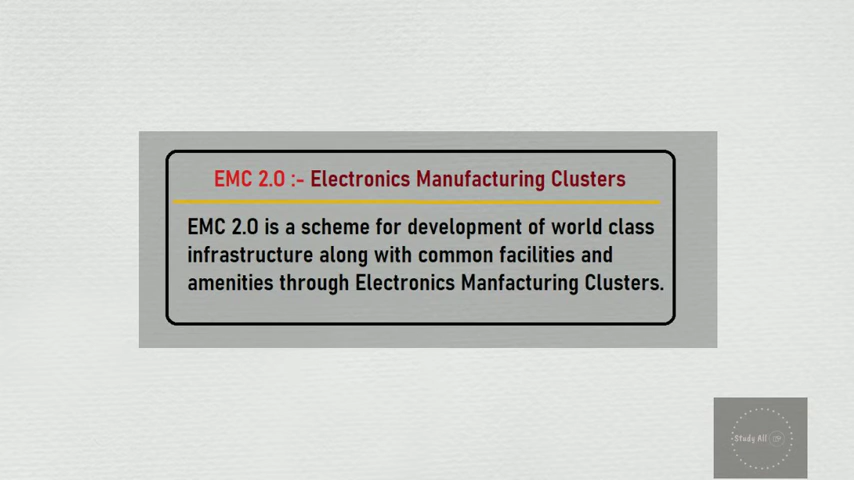 EMC 2.0 :- Electronics Manufacturing Clusters
EMC 2.0 is a scheme for development of world class
infrastructure along with common facilities and
amenities through Electronics Manfacturing Clusters.
Study All